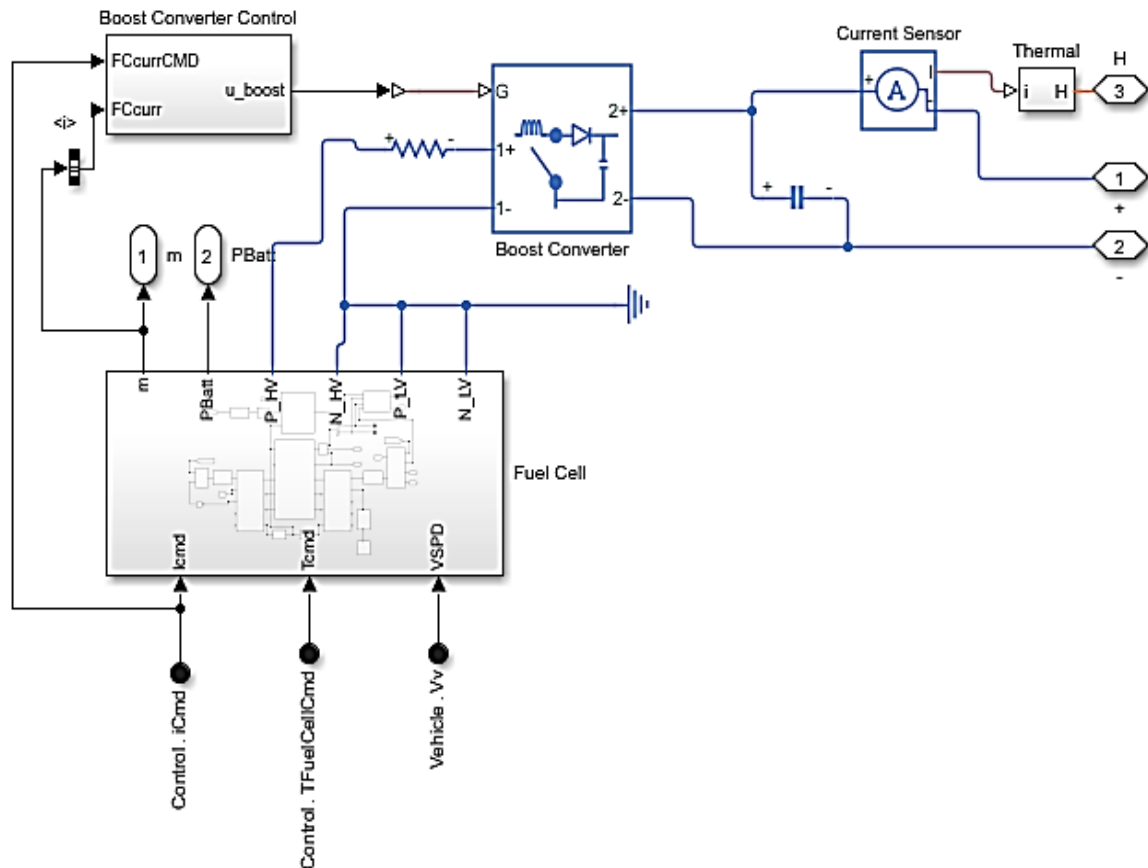 Boost Converter Control
FCcurrCMD
u_boost
FCcurr
<i>
G
1+
1-
2+
2-
+
-
Boost Converter
Current Sensor
+
A
I
-
Thermal
i
H
H
3
1
+
2
-
+
-
1
m
2
PBatt
m
PBatt
P_HV
N_HV
P_LV
N_LV
Fuel Cell
Icmd
Tcmd
VSPD
Control . iCmd
Control . TFuelCellCmd
Vehicle . Vv